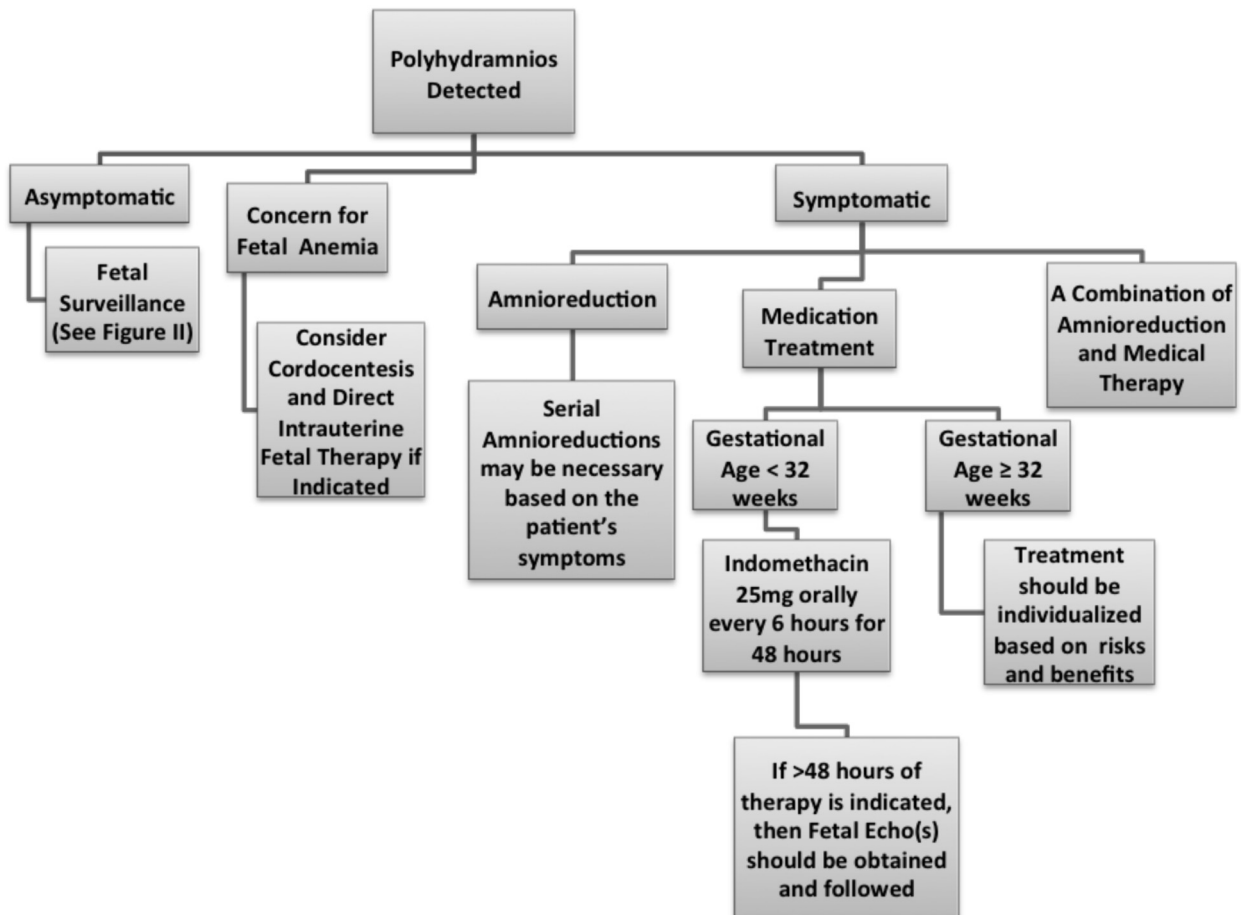 Polyhydramnios
Detected
Asymptomatic
Fetal
Surveillance
(See Figure II)
Concern for
Fetal Anemia
Consider
Cordocentesis
and Direct
Intrauterine
Fetal Therapy if
Indicated
Symptomatic
Amnioreduction
Serial
Amnioreductions
may be necessary
based on the
patient’s
symptoms
Medication
Treatment
Gestational
Age < 32
weeks
Indomethacin
25mg orally
every 6 hours for
48 hours
If >48 hours of
therapy is indicated,
then Fetal Echo(s)
should be obtained
and followed
Gestational
Age ≥ 32
weeks
Treatment
should be
individualized
based on risks
and benefits
A Combination of
Amnioreduction
and Medical
Therapy